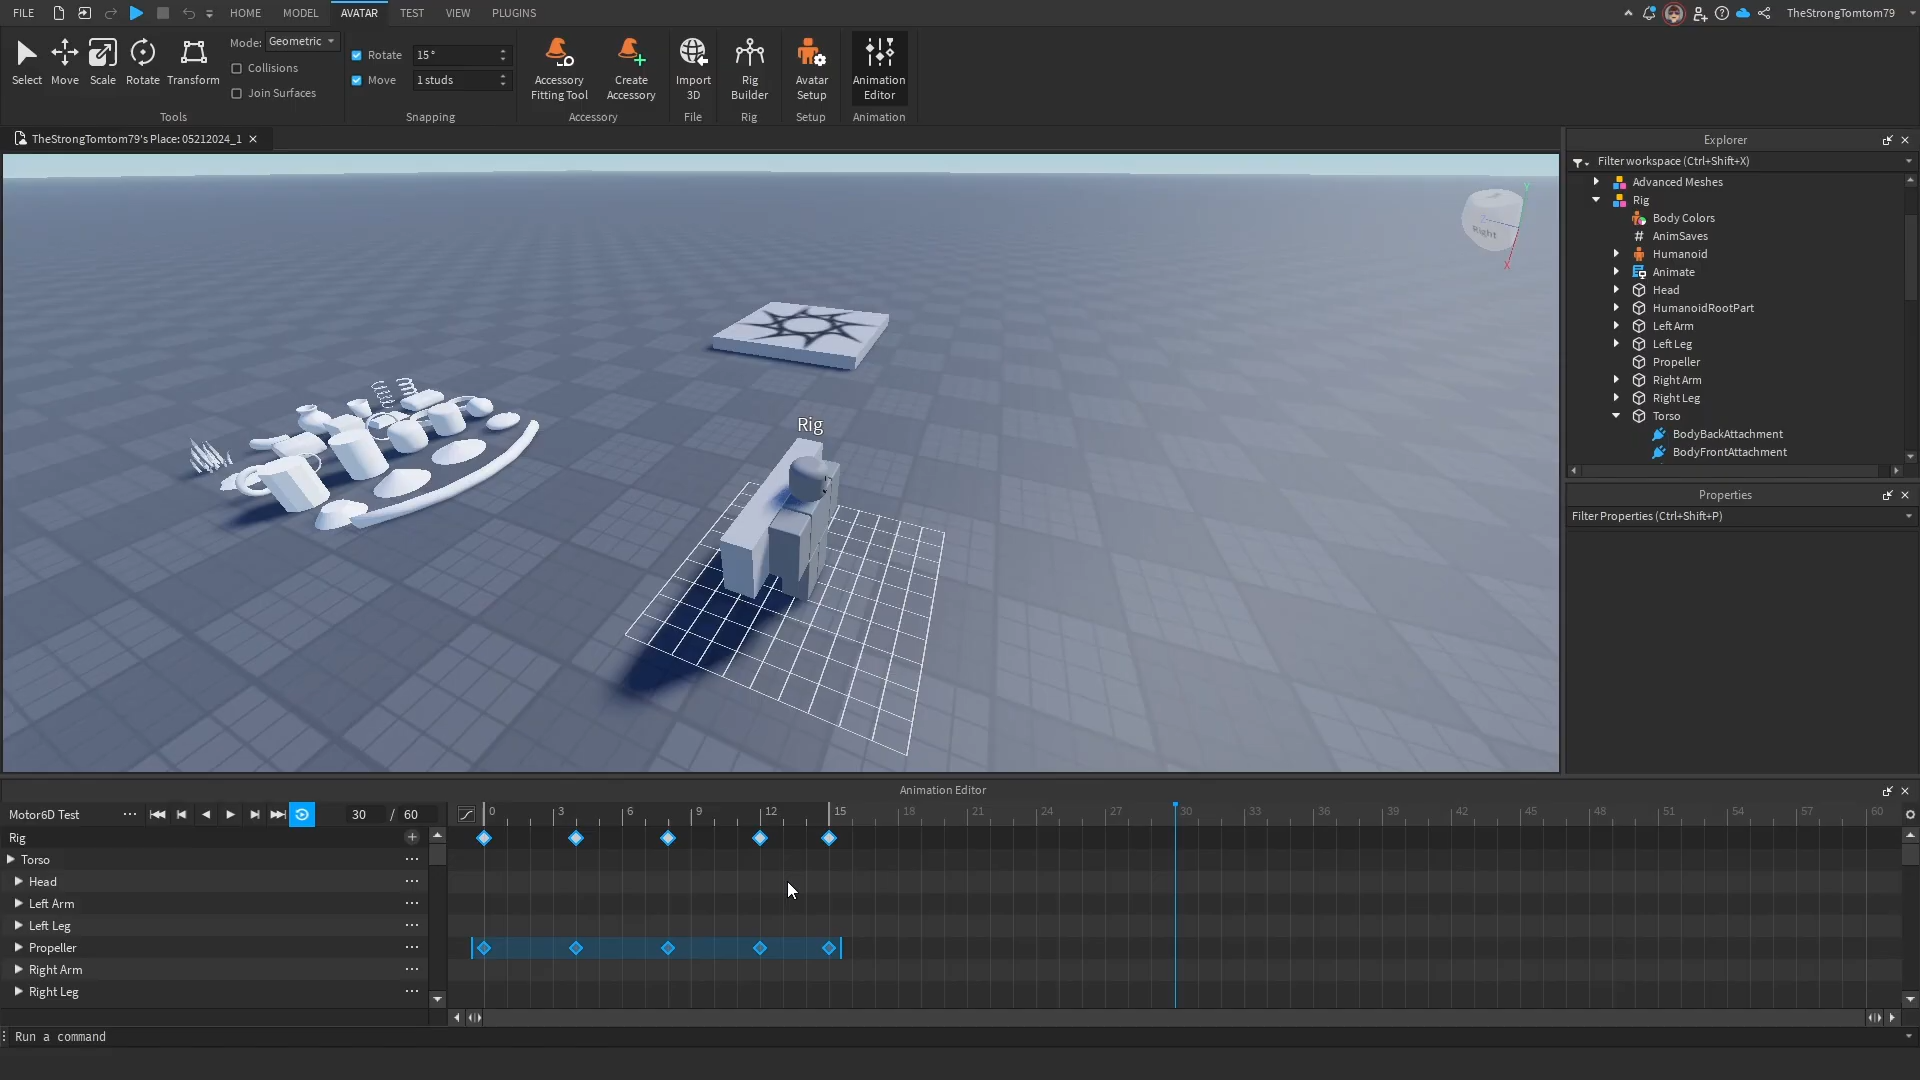 FILE HOME MODEL AVATAR TEST VIEW PLUGINS TheStrongTomtom79
Select Move Scale Rotate Transform
Mode: Geometric
Collisions
Join Surfaces
Tools
Rotate 15°
Move 1 studs
Snapping
Accessory Fitting Tool
Create Accessory
Accessory
Import 3D
File
Rig Builder
Rig
Avatar Setup
Setup
Animation Editor
Animation
TheStrongTomtom79's Place: 05212024_1
Y
Z
Right
X
Rig
Explorer
Filter workspace (Ctrl+Shift+X)
Advanced Meshes
Rig
Body Colors
AnimSaves
Humanoid
Animate
Head
HumanoidRootPart
Left Arm
Left Leg
Propeller
Right Arm
Right Leg
Torso
BodyBackAttachment
BodyFrontAttachment
Properties
Filter Properties (Ctrl+Shift+P)
Animation Editor
Motor6D Test ... 30 / 60 0 3 6 9 12 15 18 21 24 27 30 33 36 39 42 45 48 51 54 57 60
Rig
Torso
Head
Left Arm
Left Leg
Propeller
Right Arm
Right Leg
Run a command